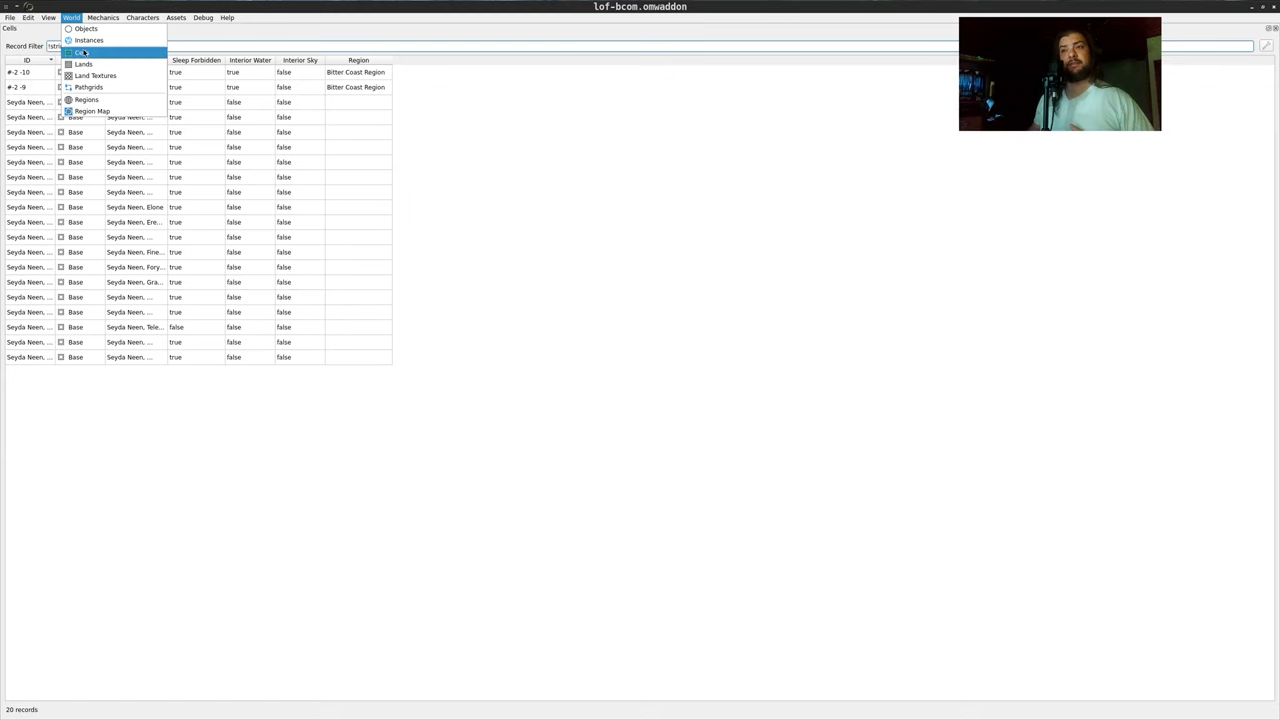 lof-bcom.omwaddon
File Edit View World Mechanics Characters Assets Debug Help
Cells
Objects
Instances
Lands
Land Textures
Pathgrids
Regions
Region Map
Record Filter
ID Sleep Forbidden Interior Water Interior Sky Region
#-2 -10 true true false Bitter Coast Region
#-2 -9 true true false Bitter Coast Region
Seyda Neen, ... true false false
Seyda Neen, ... Base Seyda Neen, ... true false false
Seyda Neen, ... Base Seyda Neen, ... true false false
Seyda Neen, ... Base Seyda Neen, ... true false false
Seyda Neen, ... Base Seyda Neen, ... true false false
Seyda Neen, ... Base Seyda Neen, ... true false false
Seyda Neen, ... Base Seyda Neen, ... true false false
Seyda Neen, ... Base Seyda Neen, Elone true false false
Seyda Neen, ... Base Seyda Neen, Ere... true false false
Seyda Neen, ... Base Seyda Neen, ... true false false
Seyda Neen, ... Base Seyda Neen, Fine... true false false
Seyda Neen, ... Base Seyda Neen, Fory... true false false
Seyda Neen, ... Base Seyda Neen, Gra... true false false
Seyda Neen, ... Base Seyda Neen, ... true false false
Seyda Neen, ... Base Seyda Neen, ... true false false
Seyda Neen, ... Base Seyda Neen, Tele... false false false
Seyda Neen, ... Base Seyda Neen, ... true false false
Seyda Neen, ... Base Seyda Neen, ... true false false
20 records